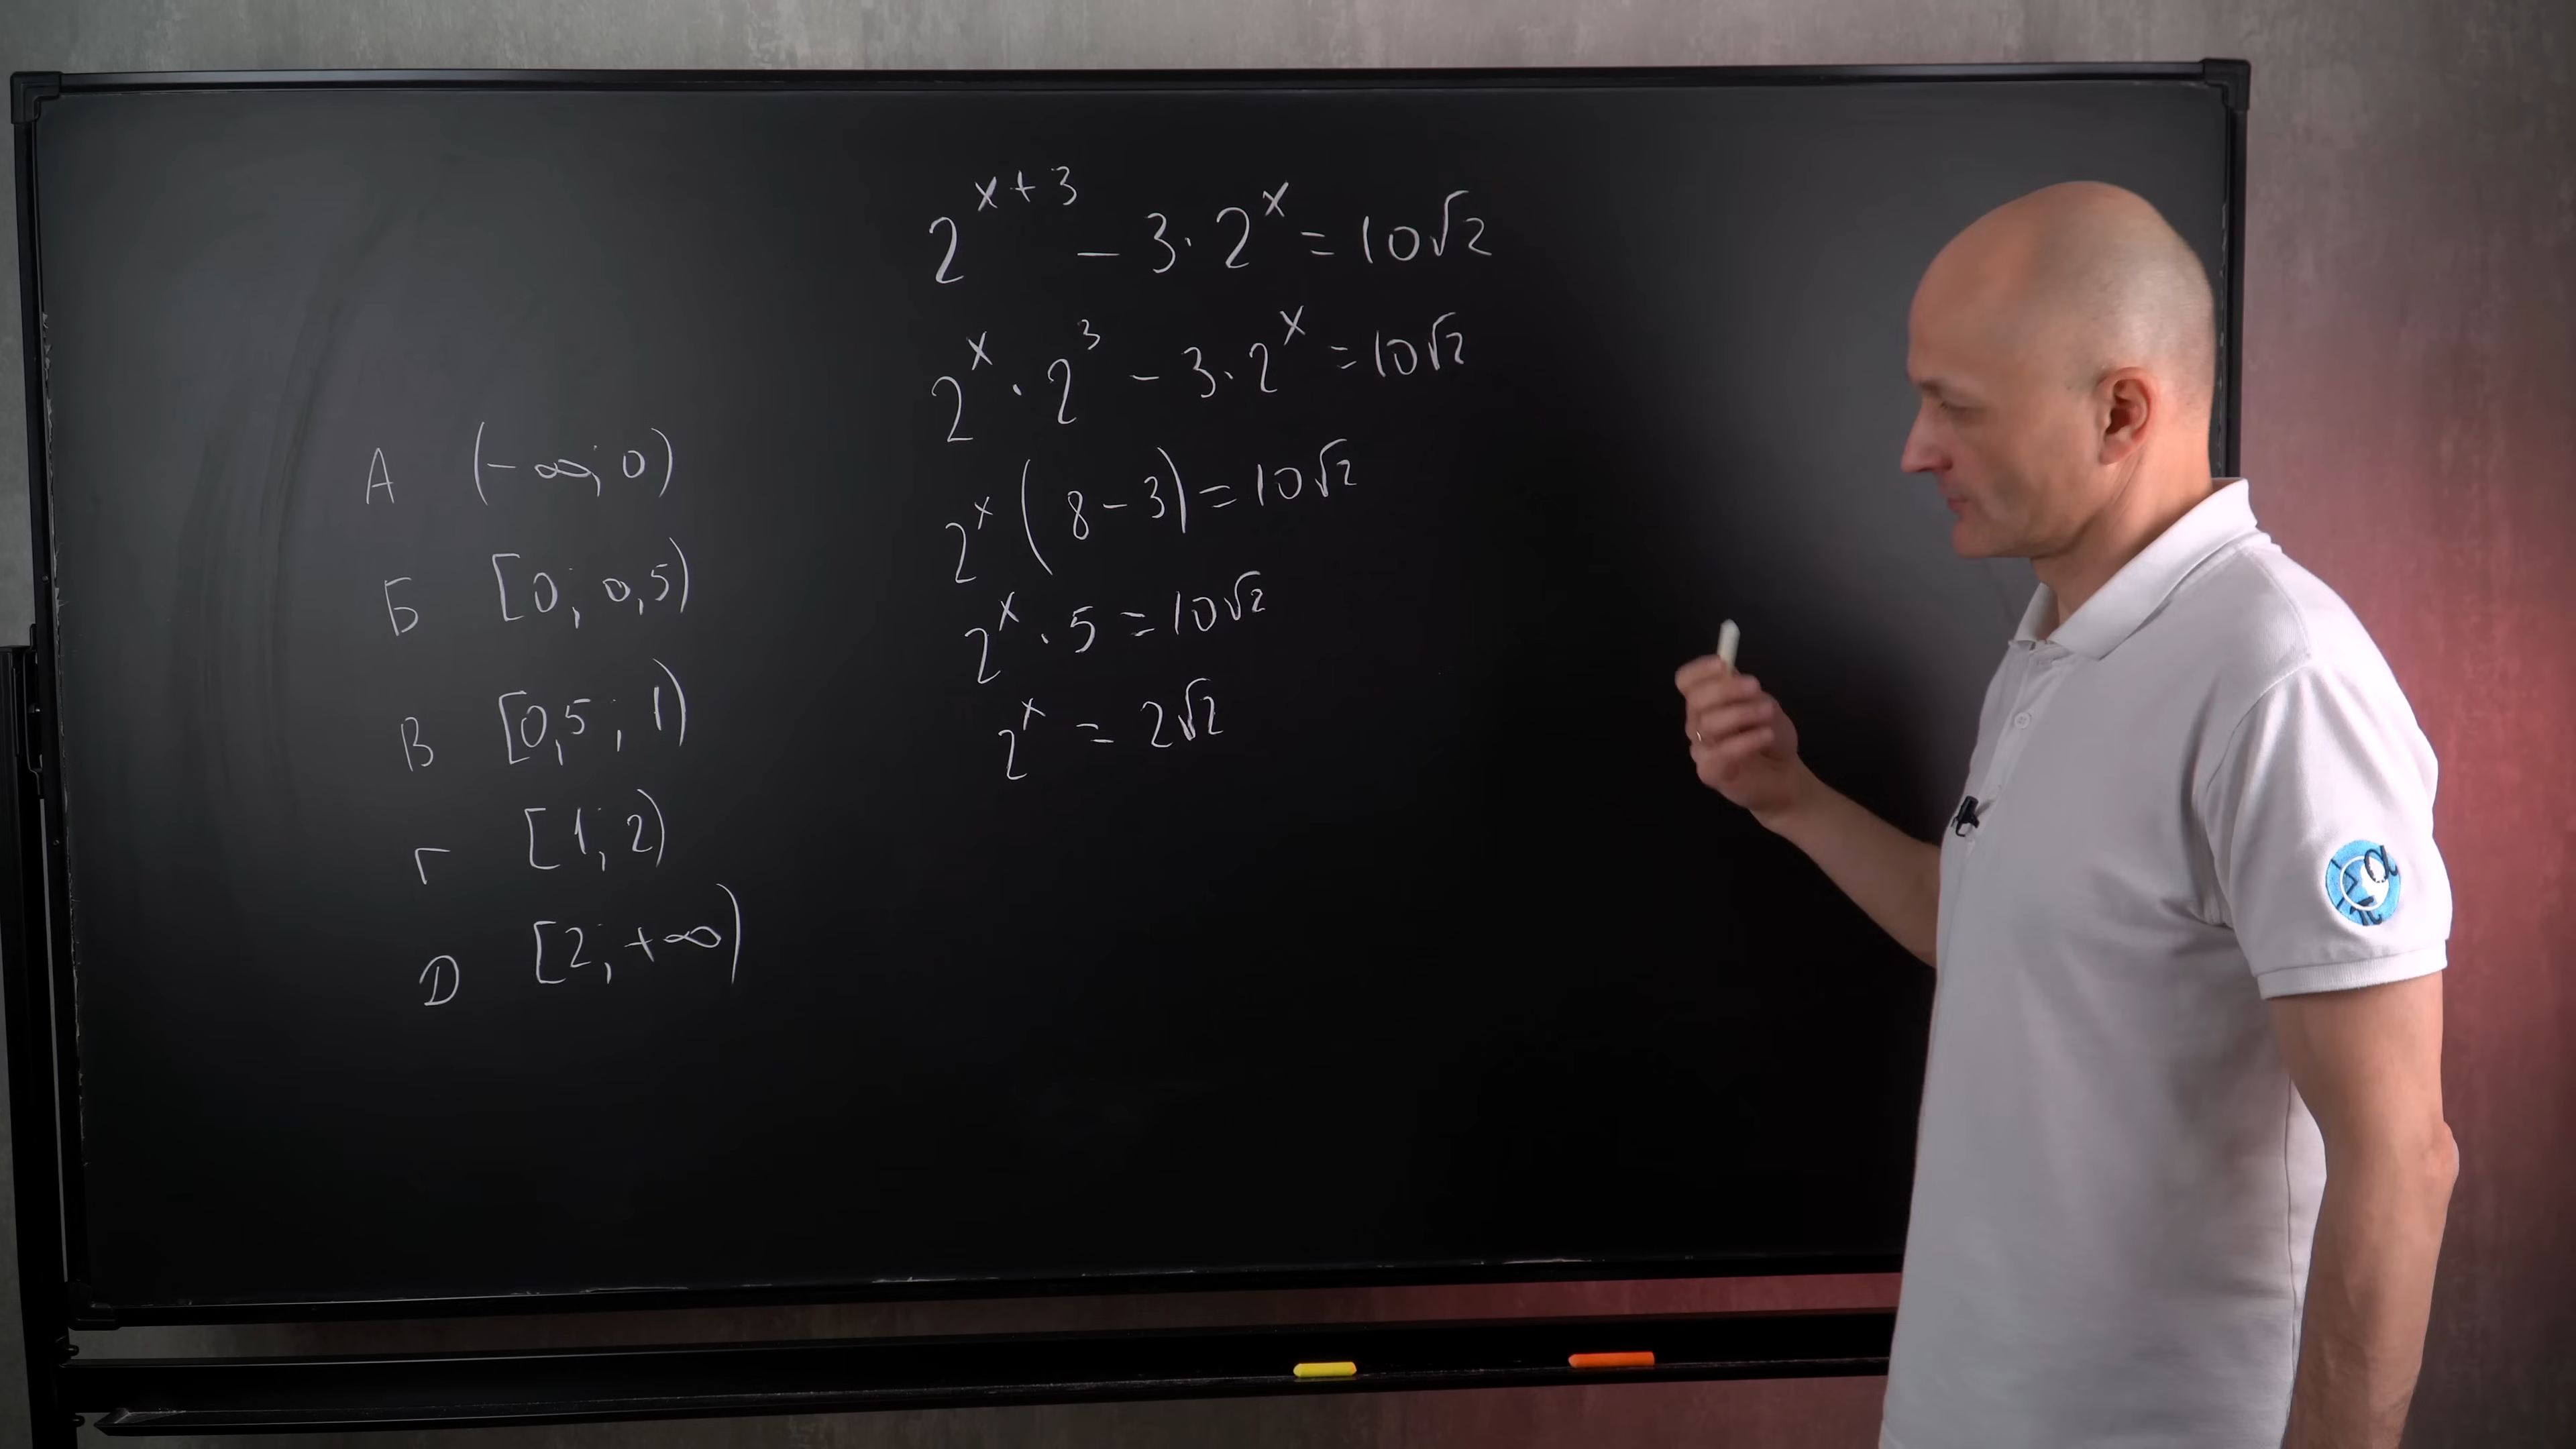 А (-∞; 0)
Б [0; 0,5)
В [0,5; 1)
Г [1; 2)
Д [2; +∞)
2^{x+3} - 3·2^x = 10√2
2^x · 2^3 - 3·2^x = 10√2
2^x (8-3) = 10√2
2^x · 5 = 10√2
2^x = 2√2